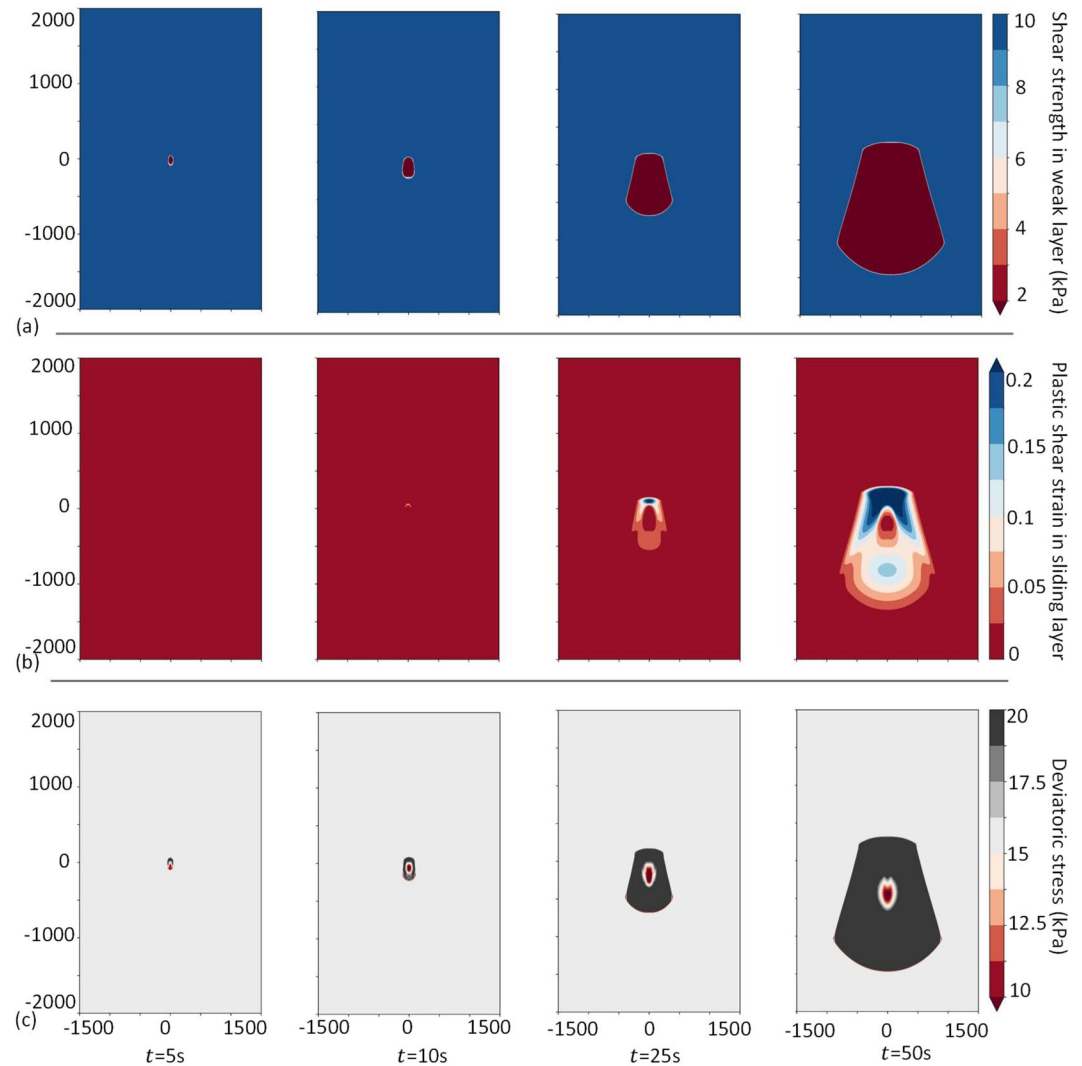 2000
1000
0
-1000
-2000
(a)
10
8
6
4
2
Shear strength in weak layer (kPa)
2000
1000
0
-1000
-2000
(b)
0.2
0.15
0.1
0.05
0
Plastic shear strain in sliding layer
2000
1000
0
-1000
-2000
(c)
20
17.5
15
12.5
10
Deviatoric stress (kPa)
-1500 0 1500
-1500 0 1500
-1500 0 1500
-1500 0 1500
t=5s
t=10s
t=25s
t=50s